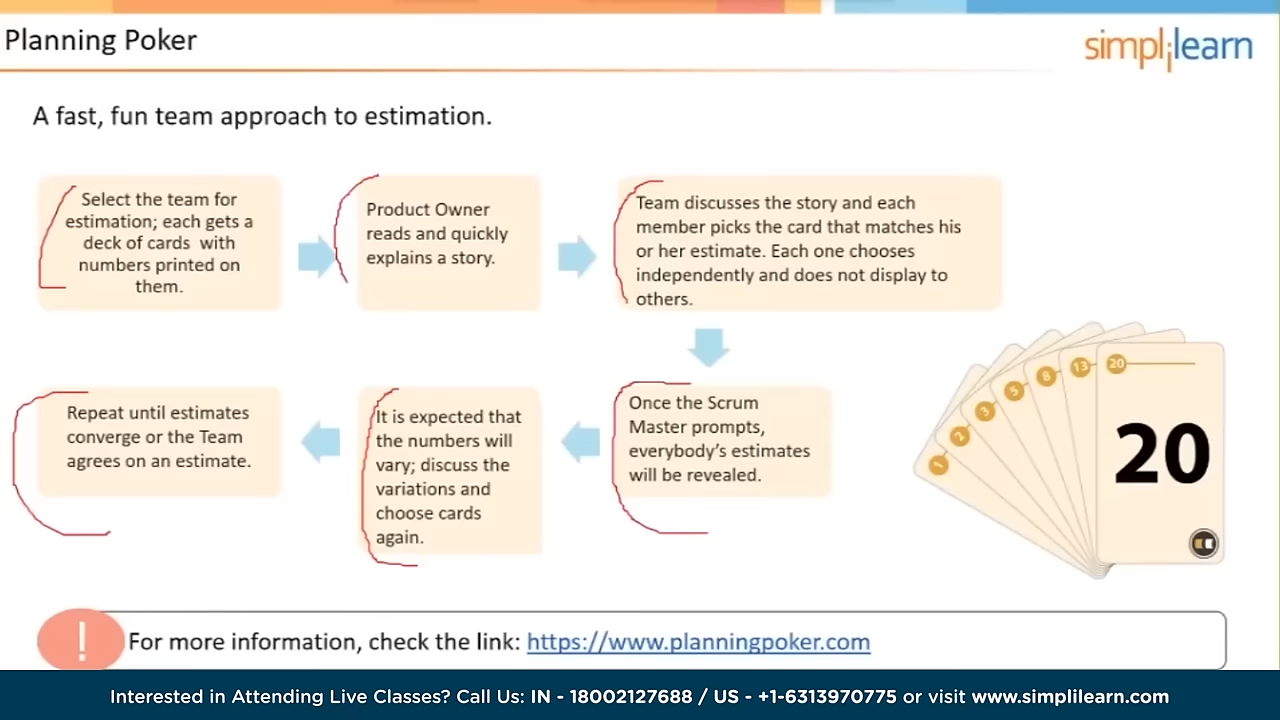 Planning Poker
simplilearn
A fast, fun team approach to estimation.
Select the team for
estimation; each gets a
deck of cards with
numbers printed on
them.
Product Owner
reads and quickly
explains a story.
Team discusses the story and each
member picks the card that matches his
or her estimate. Each one chooses
independently and does not display to
others.
Once the Scrum
Master prompts,
everybody's estimates
will be revealed.
It is expected that
the numbers will
vary; discuss the
variations and
choose cards
again.
Repeat until estimates
converge or the Team
agrees on an estimate.
1
2
3
5
8
13
20
20
!
For more information, check the link: https://www.planningpoker.com
Interested in Attending Live Classes? Call Us: IN - 18002127688 / US - +1-6313970775 or visit www.simplilearn.com